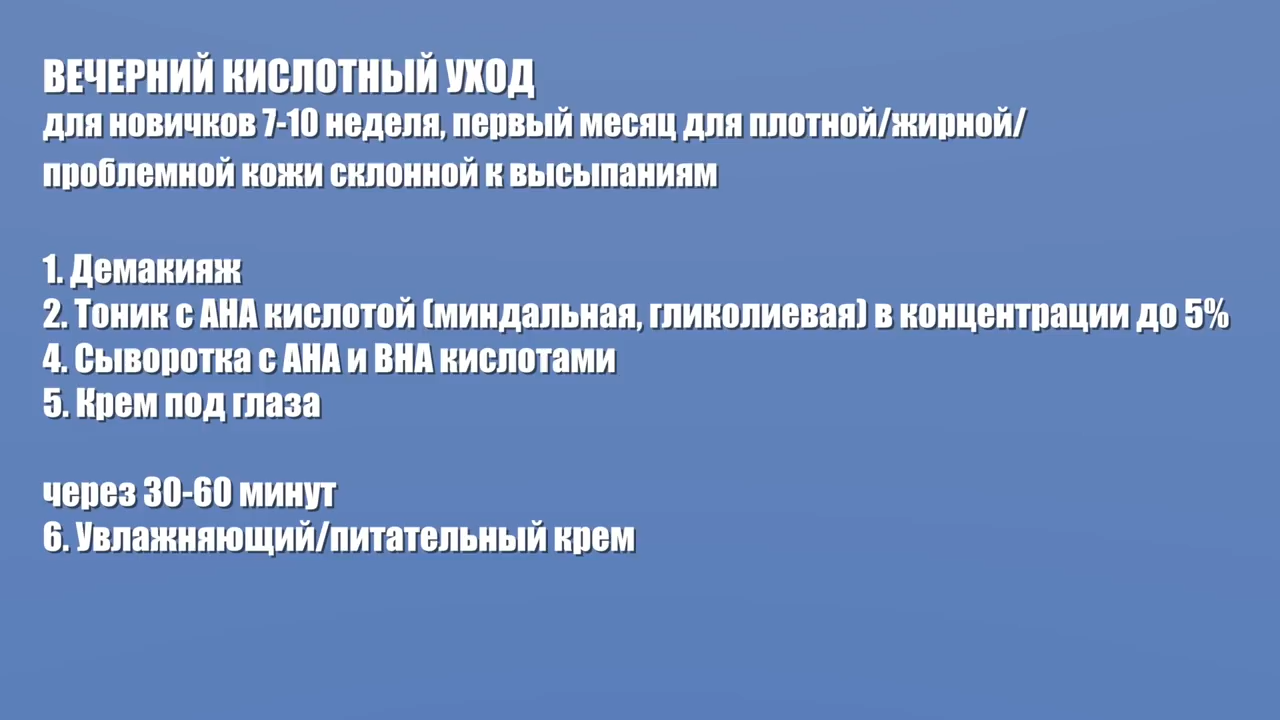 ВЕЧЕРНИЙ КИСЛОТНЫЙ УХОД
для новичков 7-10 неделя, первый месяц для плотной/жирной/
проблемной кожи склонной к высыпаниям
1. Демакияж
2. Тоник с АНА кислотой (миндальная, гликолиевая) в концентрации до 5%
4. Сыворотка с АНА и ВНА кислотами
5. Крем под глаза
через 30-60 минут
6. Увлажняющий/питательный крем